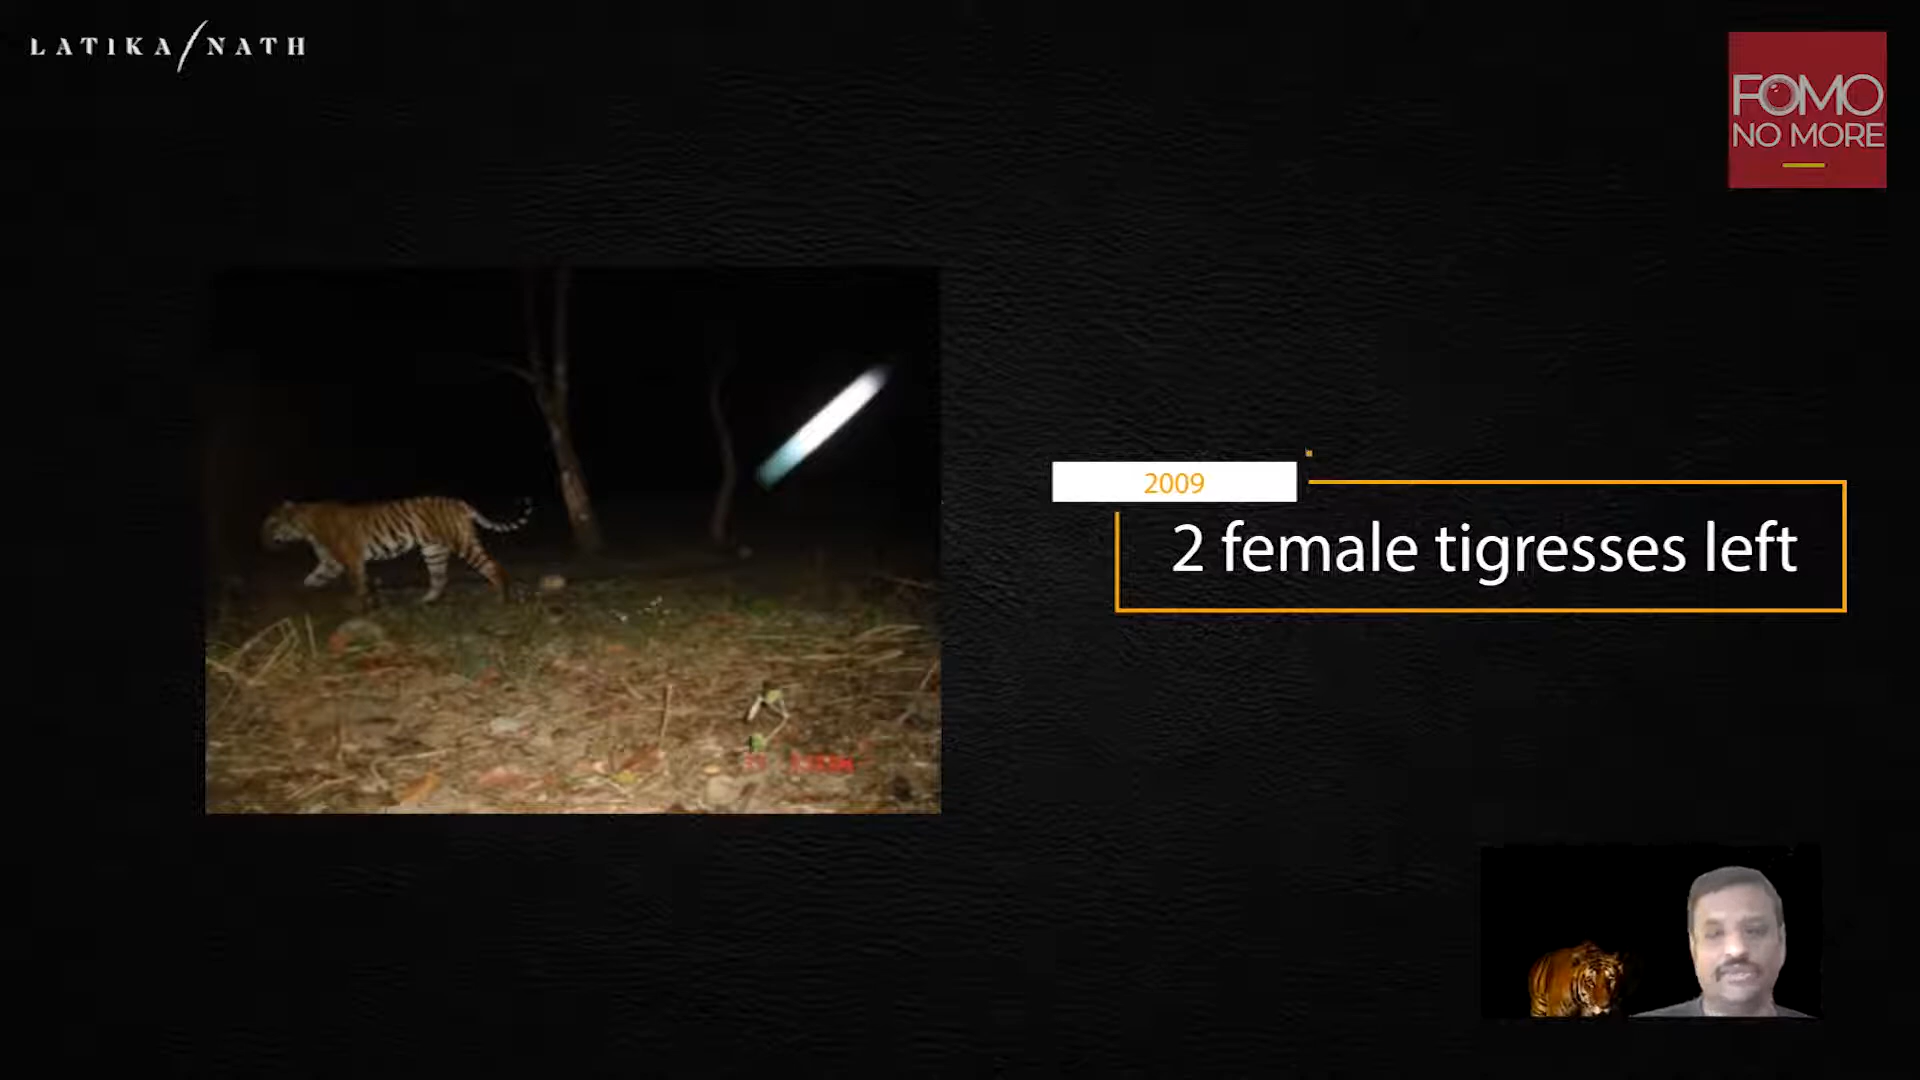 LATIKA/NATH
FOMO
NO MORE
2009
2 female tigresses left